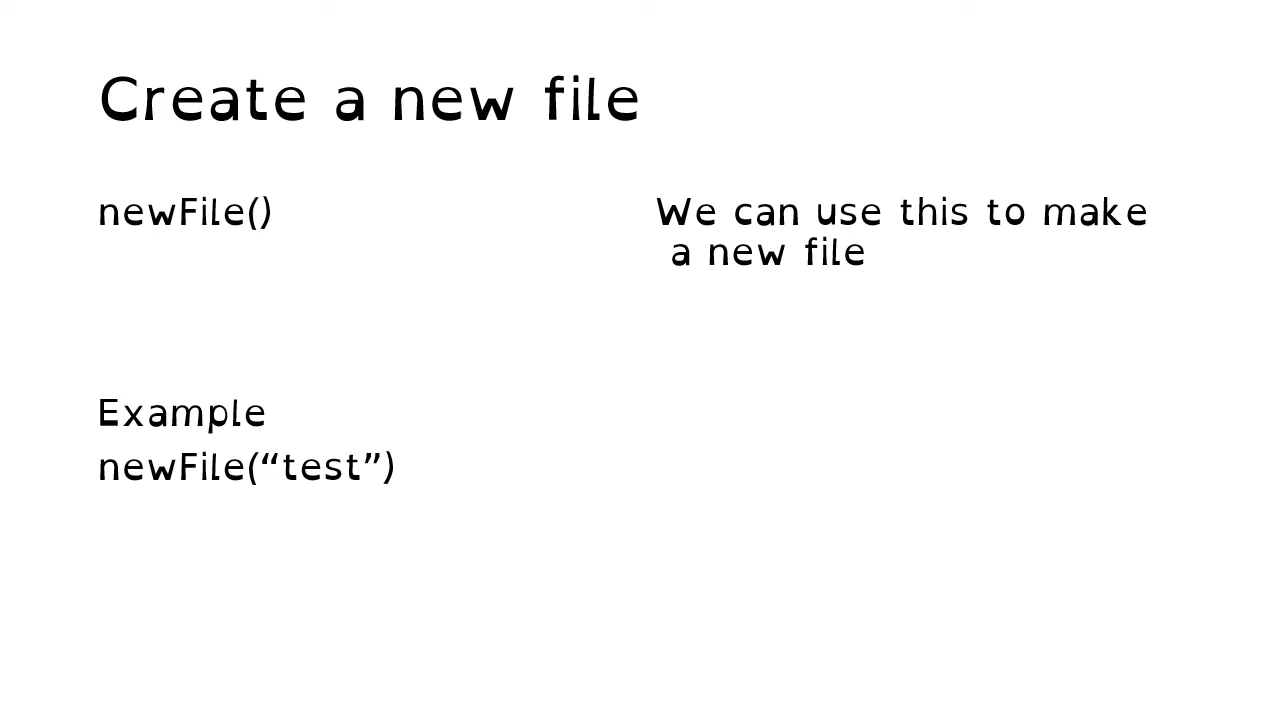 Create a new file
newFile()
We can use this to make
a new file
Example
newFile(“test”)